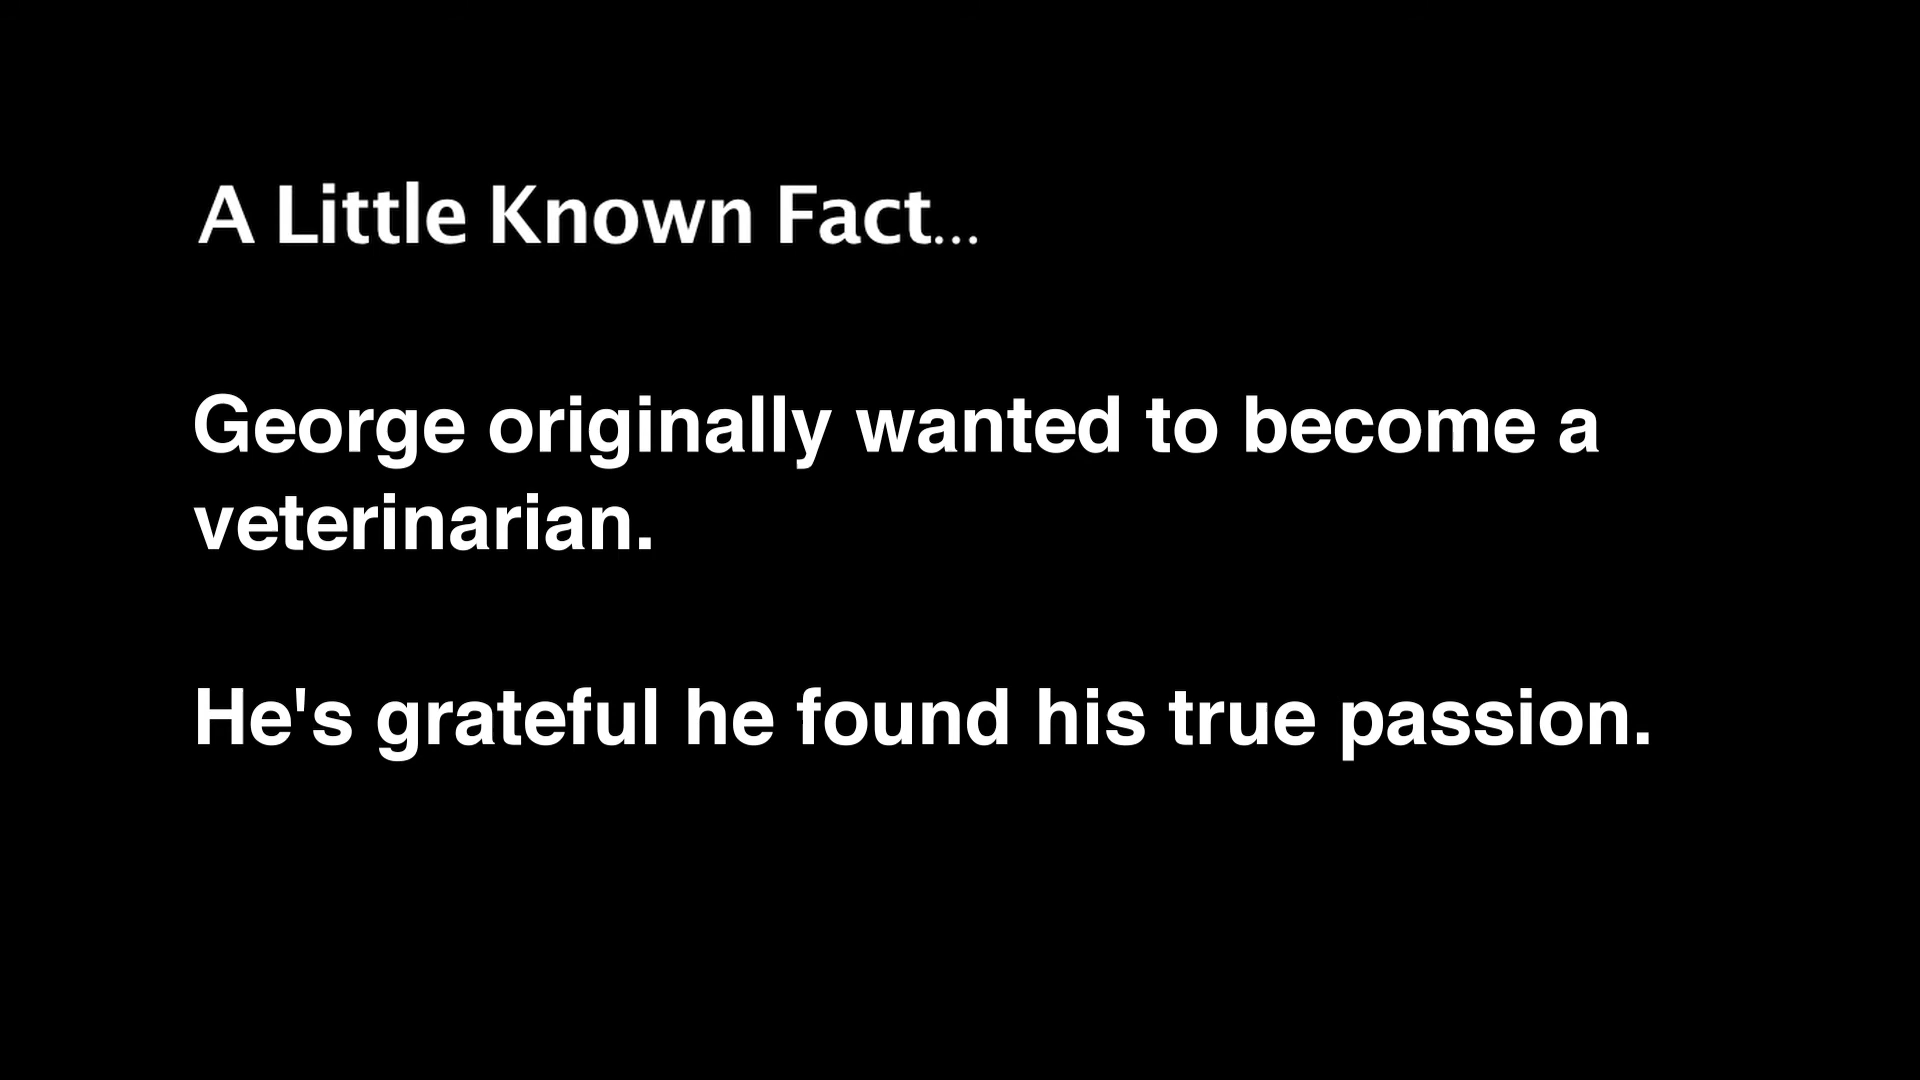 A Little Known Fact...
George originally wanted to become a
veterinarian.
He's grateful he found his true passion.